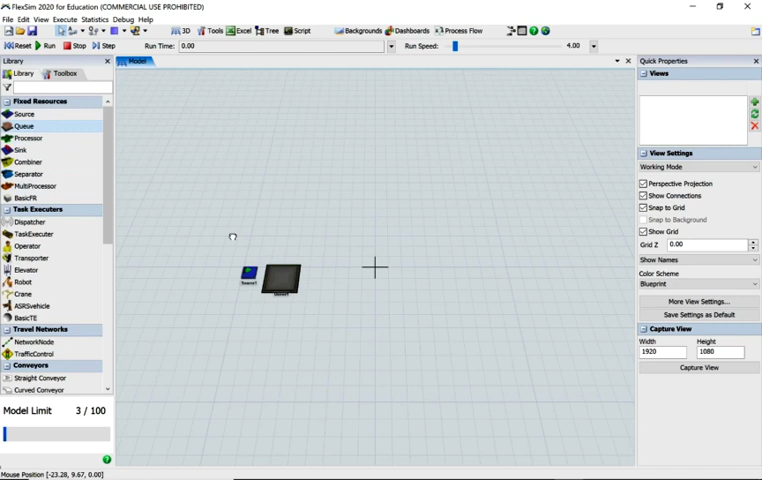 FlexSim 2020 for Education (COMMERCIAL USE PROHIBITED)
File Edit View Execute Statistics Debug Help
3D Tools Excel Tree Script Backgrounds Dashboards Process Flow
Reset Run Stop Step Run Time: 0.00 Run Speed: 4.00
Library
Library Toolbox
Fixed Resources
Source
Queue
Processor
Sink
Combiner
Separator
MultiProcessor
BasicFR
Task Executers
Dispatcher
TaskExecuter
Operator
Transporter
Elevator
Robot
Crane
ASRSvehicle
BasicTE
Travel Networks
NetworkNode
TrafficControl
Conveyors
Straight Conveyor
Curved Conveyor
Model Limit 3 / 100
Mouse Position [-23.28, 9.67, 0.00]
Model
Source1
Quick Properties
Views
View Settings
Working Mode
Perspective Projection
Show Connections
Snap to Grid
Snap to Background
Show Grid
Grid Z 0.00
Show Names
Color Scheme
Blueprint
More View Settings...
Save Settings as Default
Capture View
Width Height
1920 1080
Capture View